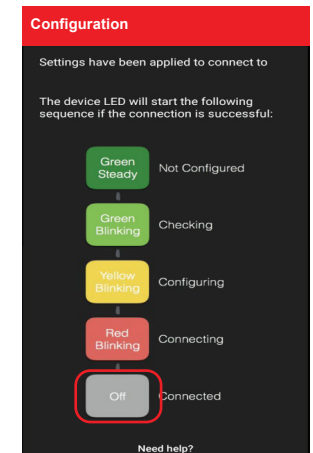 Configuration
Settings have been applied to connect to
The device LED will start the following
sequence if the connection is successful:
Green
Steady
Not Configured
Green
Blinking
Checking
Yellow
Blinking
Configuring
Red
Blinking
Connecting
Off
Connected
Need help?